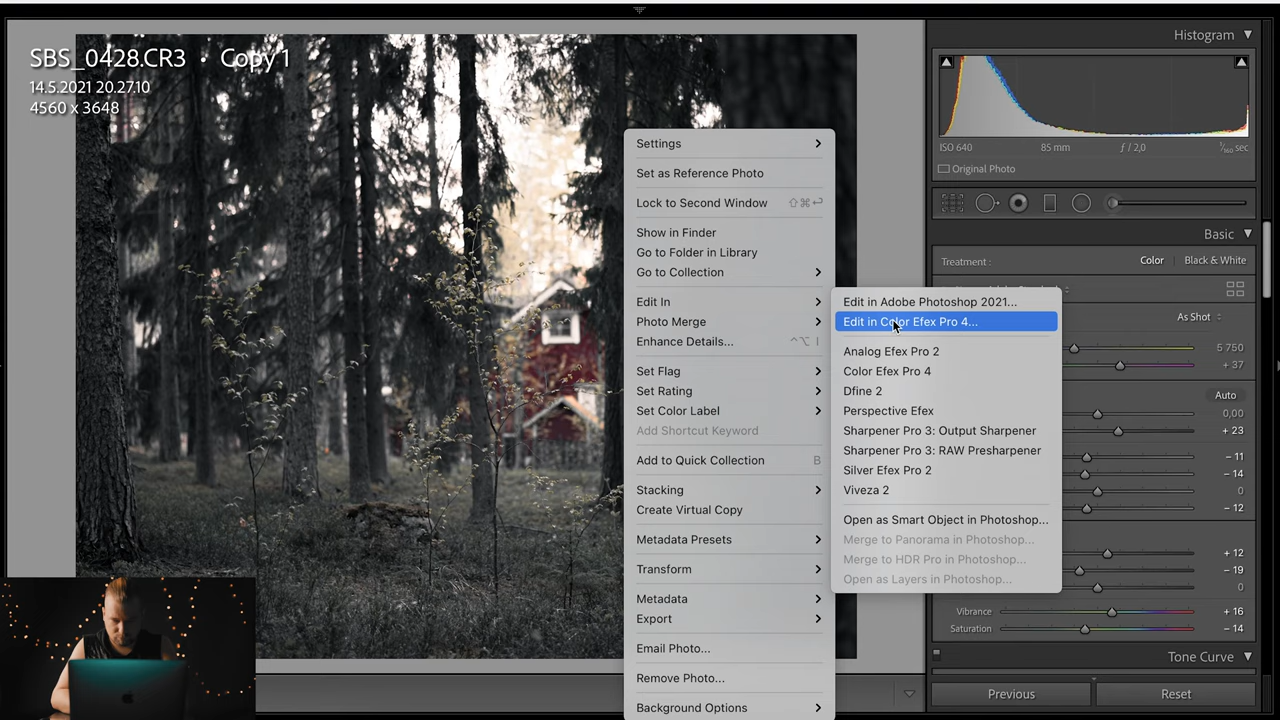 SBS_0428.CR3 • Copy 1
14.5.2021 20.27.10
4560 x 3648
Settings
Set as Reference Photo
Lock to Second Window ⇧⌘↩
Show in Finder
Go to Folder in Library
Go to Collection
Edit In
Photo Merge
Enhance Details... ^⌥ I
Set Flag
Set Rating
Set Color Label
Add Shortcut Keyword
Add to Quick Collection B
Stacking
Create Virtual Copy
Metadata Presets
Transform
Metadata
Export
Email Photo...
Remove Photo...
Background Options
Edit in Adobe Photoshop 2021...
Edit in Color Efex Pro 4...
Analog Efex Pro 2
Color Efex Pro 4
Dfine 2
Perspective Efex
Sharpener Pro 3: Output Sharpener
Sharpener Pro 3: RAW Presharpener
Silver Efex Pro 2
Viveza 2
Open as Smart Object in Photoshop...
Merge to Panorama in Photoshop...
Merge to HDR Pro in Photoshop...
Open as Layers in Photoshop...
Histogram
ISO 640 85 mm ƒ / 2,0 1/160 sec
Original Photo
Basic
Treatment : Color Black & White
As Shot
5 750
+ 37
Auto
0,00
+ 23
− 11
− 14
0
− 12
+ 12
− 19
0
Vibrance + 16
Saturation − 14
Tone Curve
Previous Reset